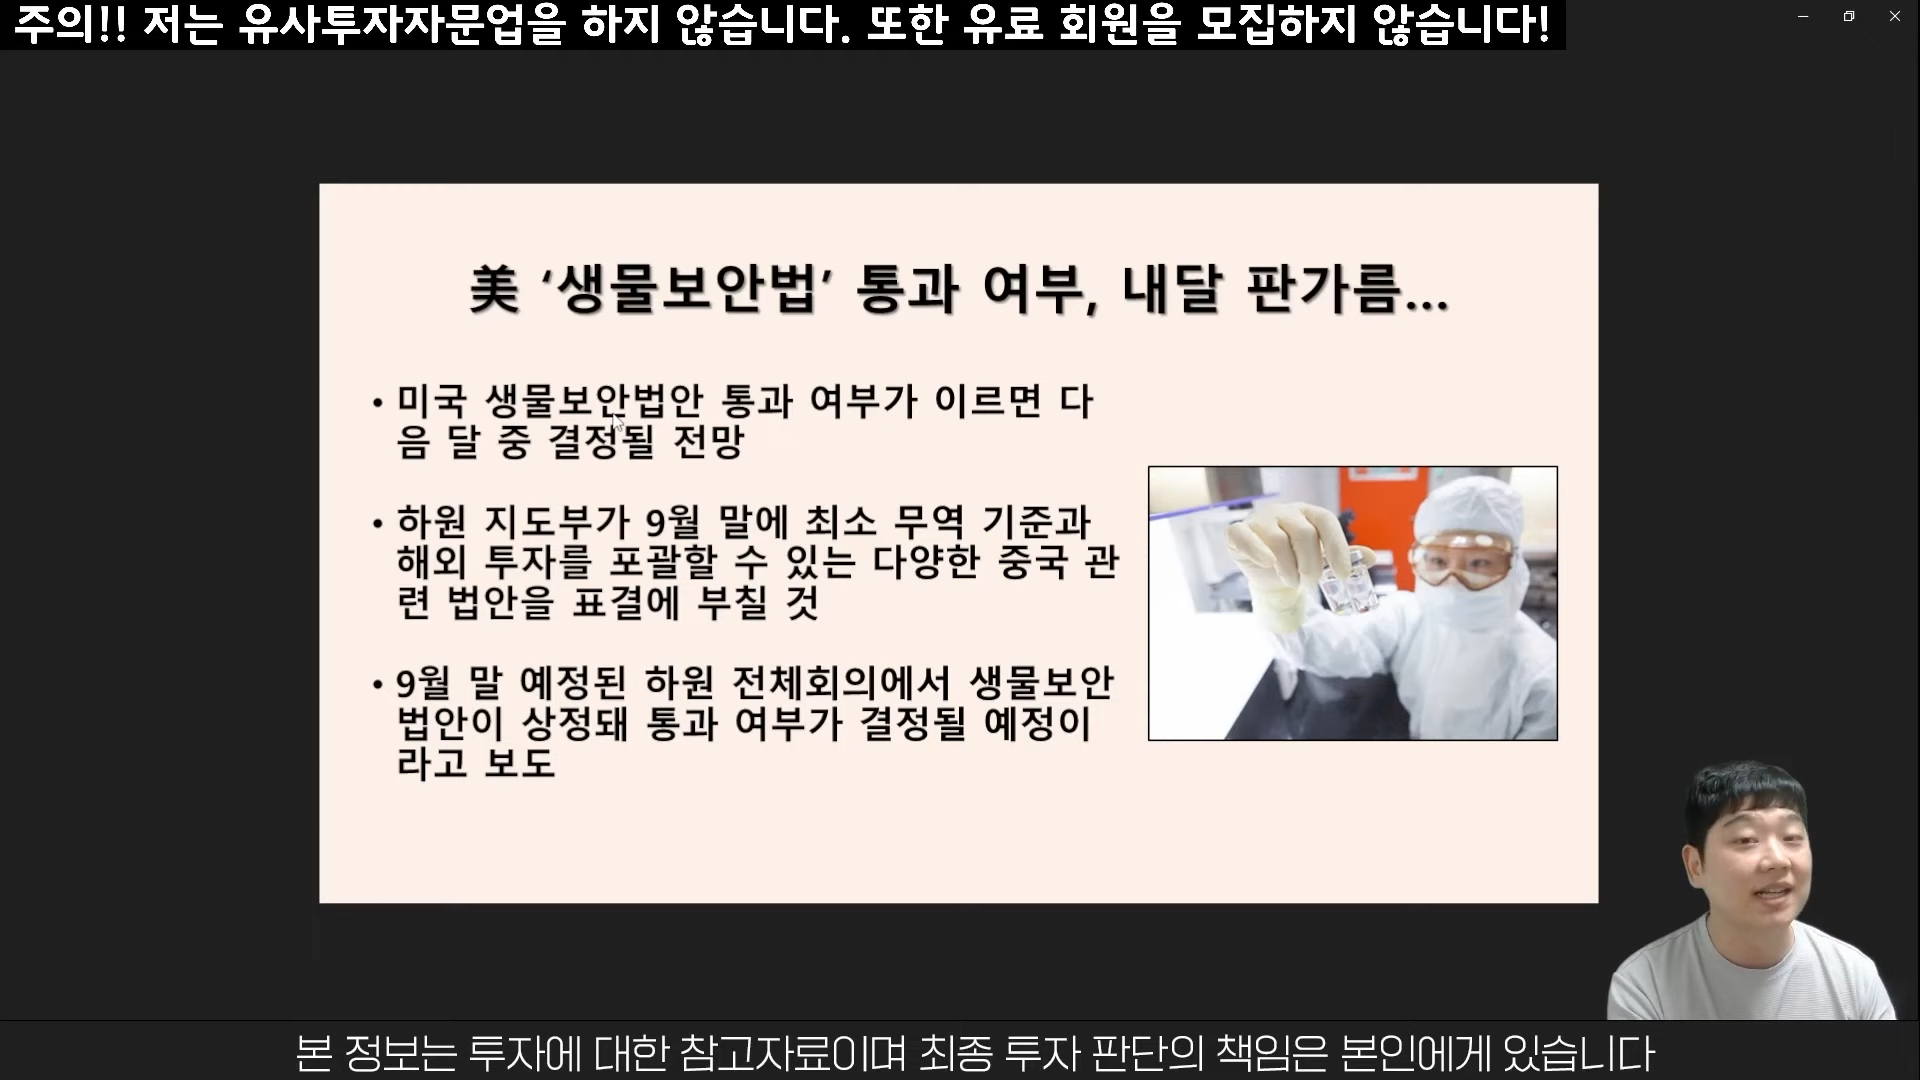 주의!! 저는 유사투자자문업을 하지 않습니다. 또한 유료 회원을 모집하지 않습니다!
美 ‘생물보안법’ 통과 여부, 내달 판가름...
• 미국 생물보안법안 통과 여부가 이르면 다
음 달 중 결정될 전망
• 하원 지도부가 9월 말에 최소 무역 기준과
해외 투자를 포괄할 수 있는 다양한 중국 관
련 법안을 표결에 부칠 것
• 9월 말 예정된 하원 전체회의에서 생물보안
법안이 상정돼 통과 여부가 결정될 예정이
라고 보도
본 정보는 투자에 대한 참고자료이며 최종 투자 판단의 책임은 본인에게 있습니다